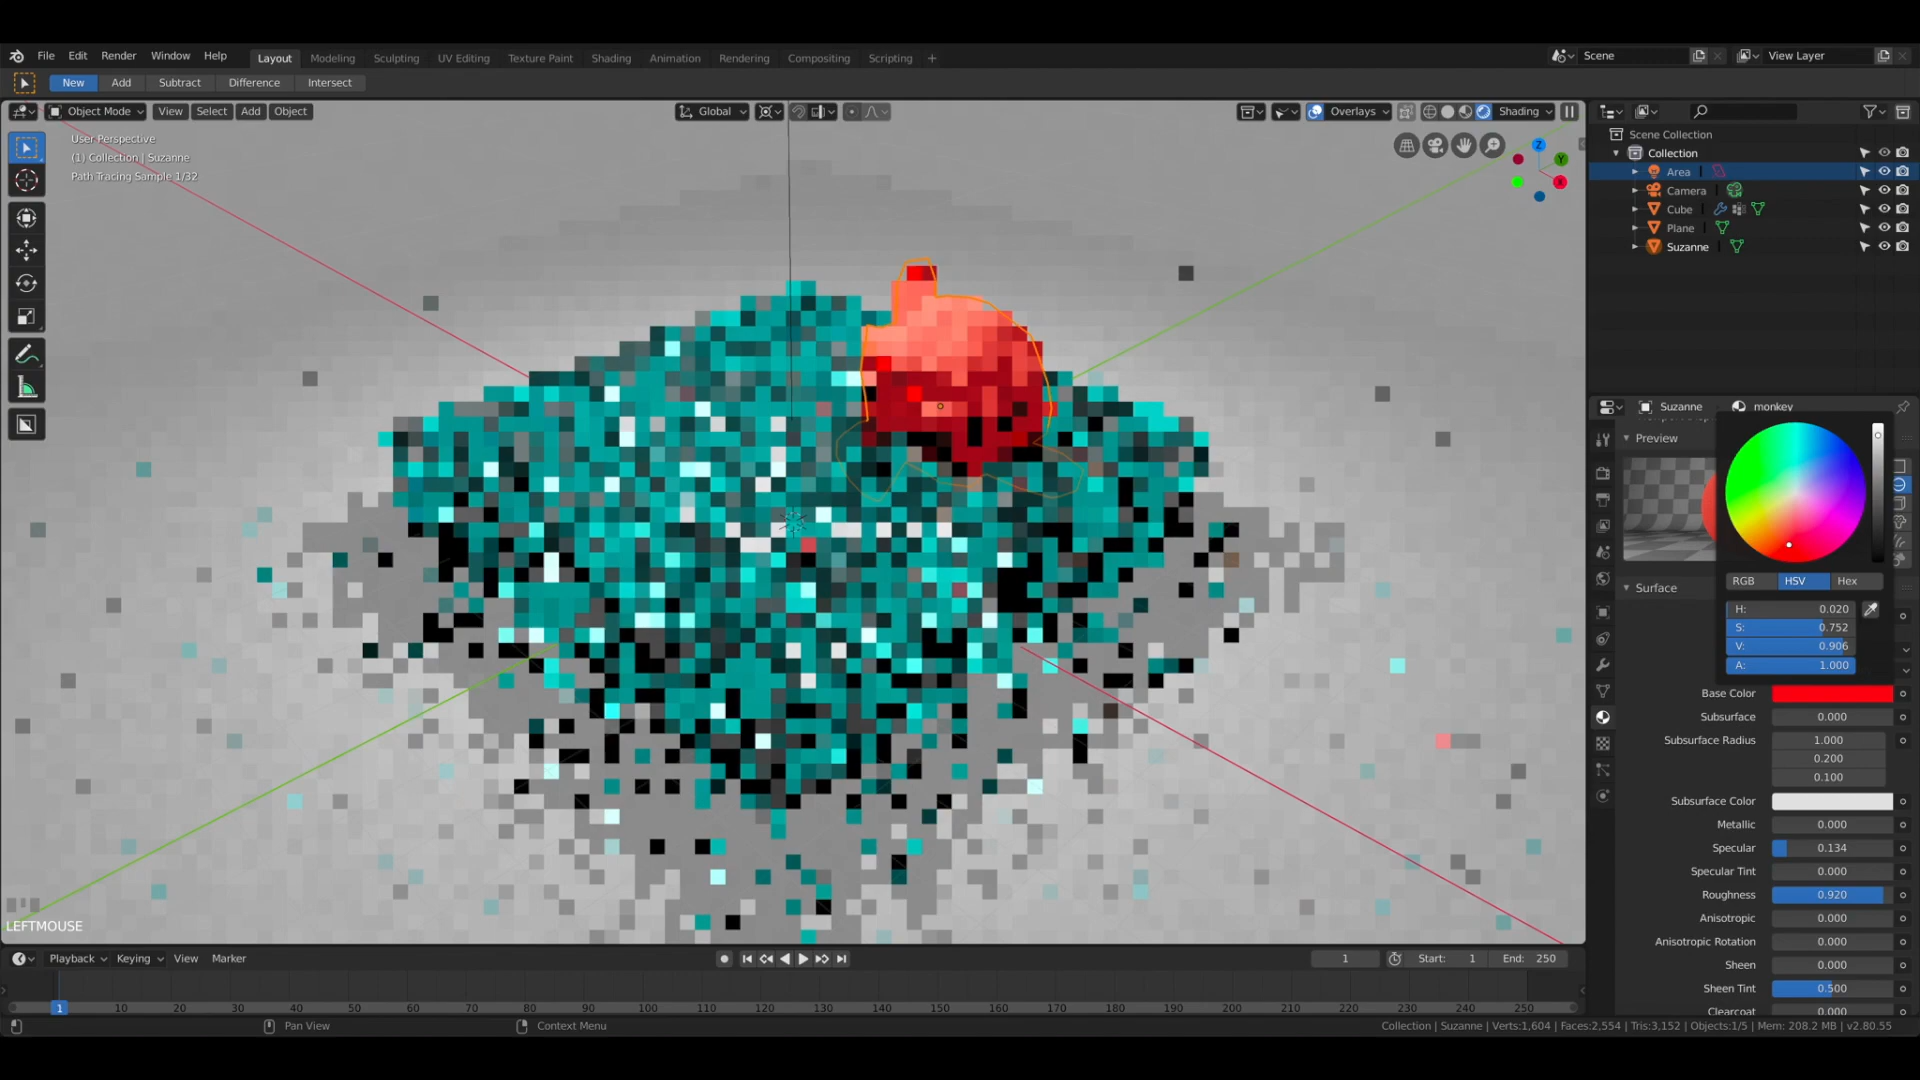 File Edit Render Window Help Layout Modeling Sculpting UV Editing Texture Paint Shading Animation Rendering Compositing Scripting + Scene View Layer
New Add Subtract Difference Intersect
Object Mode View Select Add Object Global Overlays Shading
User Perspective
(1) Collection | Suzanne
Path Tracing Sample 1/32
Z
Y
X
Scene Collection
Collection
Area
Camera
Cube
Plane
Suzanne
Suzanne monkey
Preview
RGB HSV Hex
Surface
H: 0.020
S: 0.752
V: 0.906
A: 1.000
Base Color
Subsurface 0.000
Subsurface Radius 1.000
0.200
0.100
Subsurface Color
Metallic 0.000
Specular 0.134
Specular Tint 0.000
Roughness 0.920
Anisotropic 0.000
Anisotropic Rotation 0.000
Sheen 0.000
Sheen Tint 0.500
Clearcoat 0.000
LEFTMOUSE
Playback Keying View Marker 1 Start: 1 End: 250
1 10 20 30 40 50 60 70 80 90 100 110 120 130 140 150 160 170 180 190 200 210 220 230 240 250
Pan View Context Menu Collection | Suzanne | Verts:1,604 | Faces:2,554 | Tris:3,152 | Objects:1/5 | Mem: 208.2 MB | v2.80.55